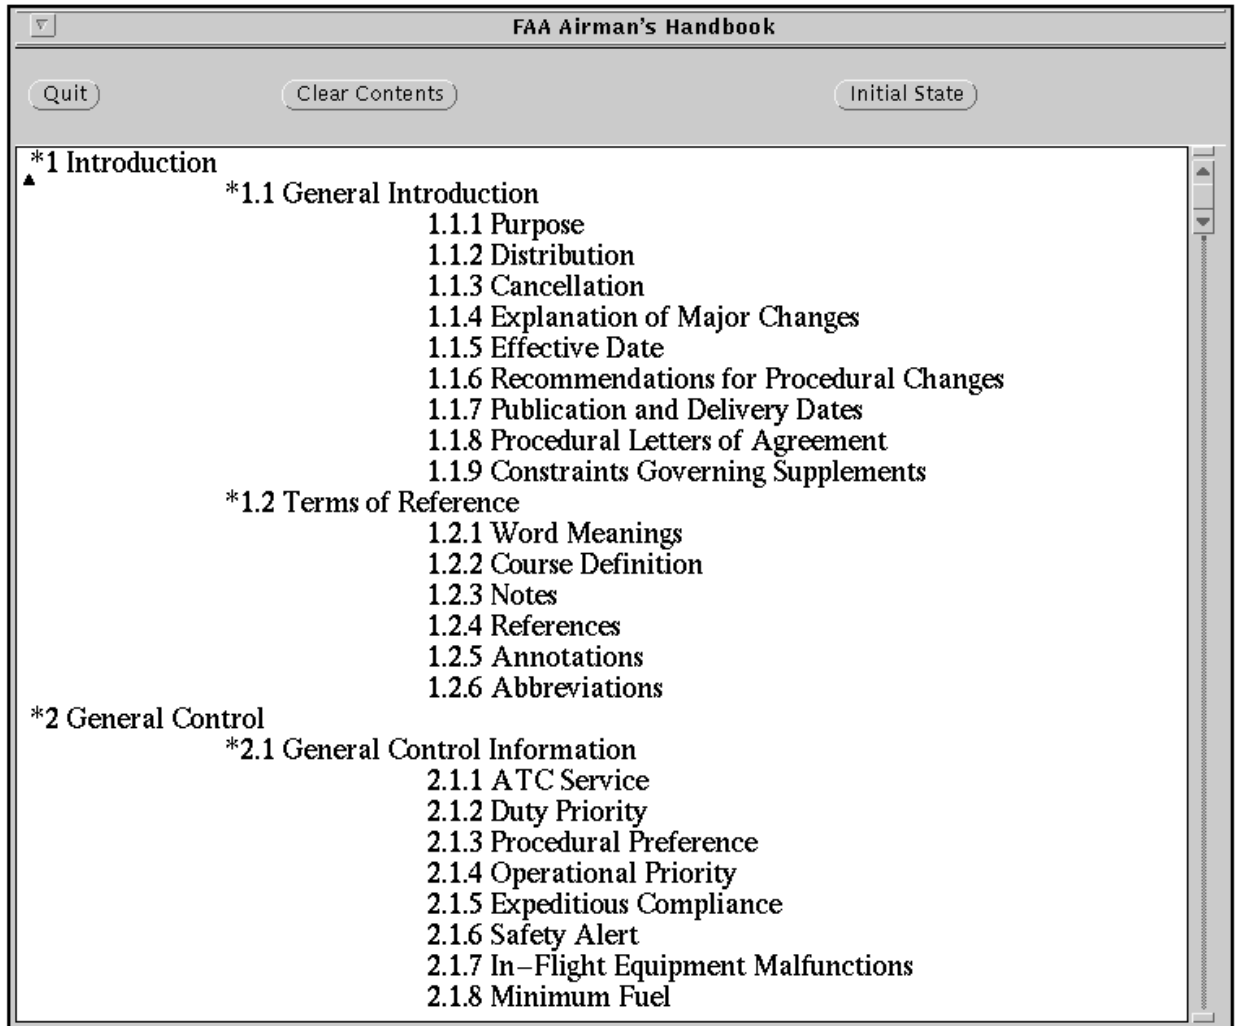 FAA Airman's Handbook
Quit
Clear Contents
Initial State
*1 Introduction
*1.1 General Introduction
1.1.1 Purpose
1.1.2 Distribution
1.1.3 Cancellation
1.1.4 Explanation of Major Changes
1.1.5 Effective Date
1.1.6 Recommendations for Procedural Changes
1.1.7 Publication and Delivery Dates
1.1.8 Procedural Letters of Agreement
1.1.9 Constraints Governing Supplements
*1.2 Terms of Reference
1.2.1 Word Meanings
1.2.2 Course Definition
1.2.3 Notes
1.2.4 References
1.2.5 Annotations
1.2.6 Abbreviations
*2 General Control
*2.1 General Control Information
2.1.1 ATC Service
2.1.2 Duty Priority
2.1.3 Procedural Preference
2.1.4 Operational Priority
2.1.5 Expeditious Compliance
2.1.6 Safety Alert
2.1.7 In-Flight Equipment Malfunctions
2.1.8 Minimum Fuel